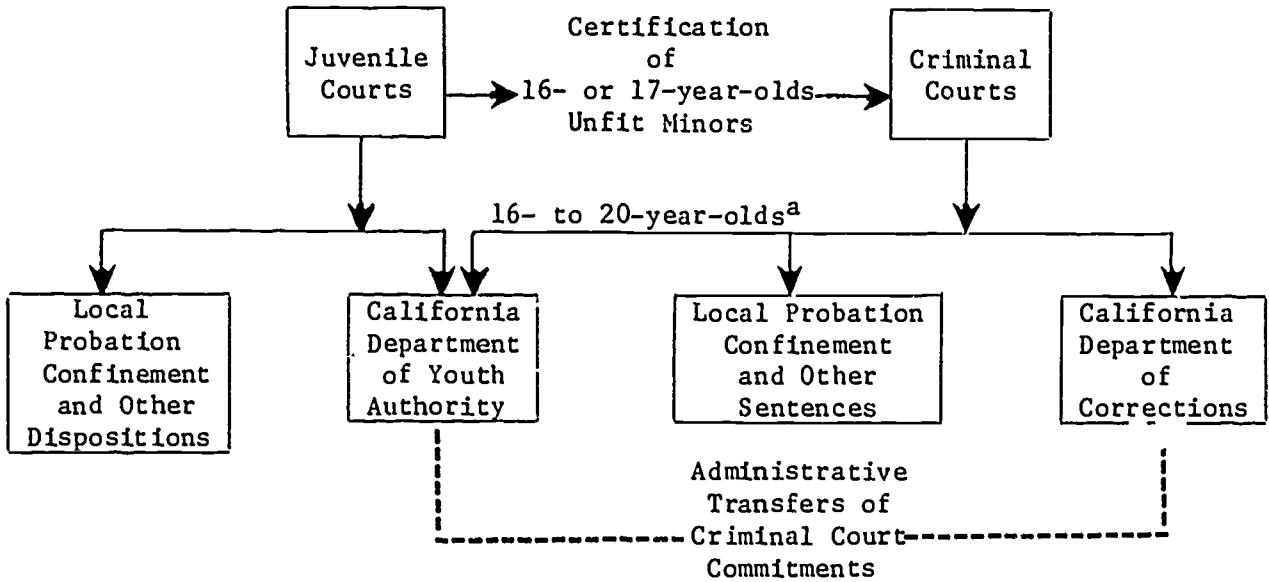 Juvenile
Courts
Certification
of
16- or 17-year-olds
Unfit Minors
Criminal
Courts
16- to 20-year-oldsᵃ
Local
Probation
Confinement
and Other
Dispositions
California
Department
of Youth
Authority
Local Probation
Confinement
and Other
Sentences
California
Department
of
Corrections
Administrative
Transfers of
Criminal Court
Commitments